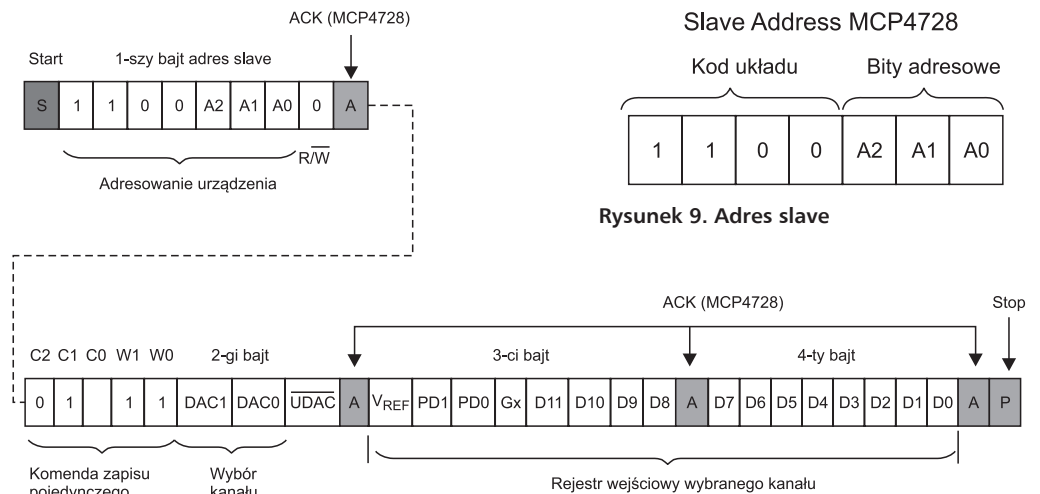 ACK (MCP4728)
Start 1-szy bajt adres slave
S 1 1 0 0 A2 A1 A0 0 A
R/W
Adresowanie urządzenia
Slave Address MCP4728
Kod układu Bity adresowe
1 1 0 0 A2 A1 A0
Rysunek 9. Adres slave
ACK (MCP4728) Stop
C2 C1 C0 W1 W0 2-gi bajt 3-ci bajt 4-ty bajt
0 1 1 1 DAC1 DAC0 UDAC A VREF PD1 PD0 Gx D11 D10 D9 D8 A D7 D6 D5 D4 D3 D2 D1 D0 A P
Komenda zapisu Wybór
pojedynczego kanału
Rejestr wejściowy wybranego kanału